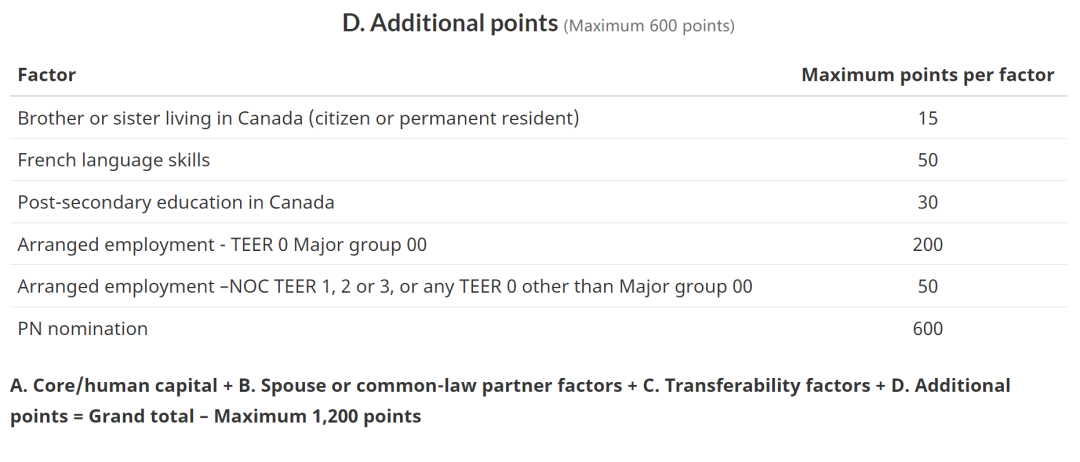 D. Additional points (Maximum 600 points)
Factor Maximum points per factor
Brother or sister living in Canada (citizen or permanent resident) 15
French language skills 50
Post-secondary education in Canada 30
Arranged employment - TEER 0 Major group 00 200
Arranged employment –NOC TEER 1, 2 or 3, or any TEER 0 other than Major group 00 50
PN nomination 600
A. Core/human capital + B. Spouse or common-law partner factors + C. Transferability factors + D. Additional
points = Grand total – Maximum 1,200 points